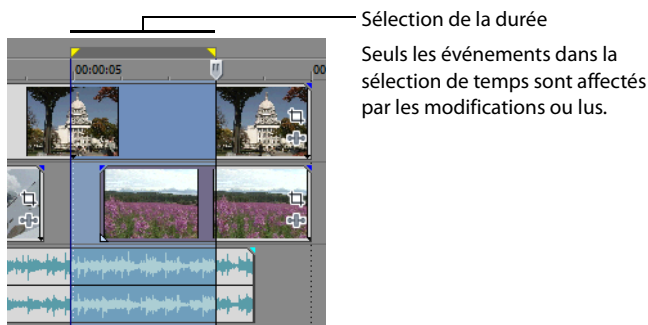 Sélection de la durée
Seuls les événements dans la
sélection de temps sont affectés
par les modifications ou lus.
00:00:05
00